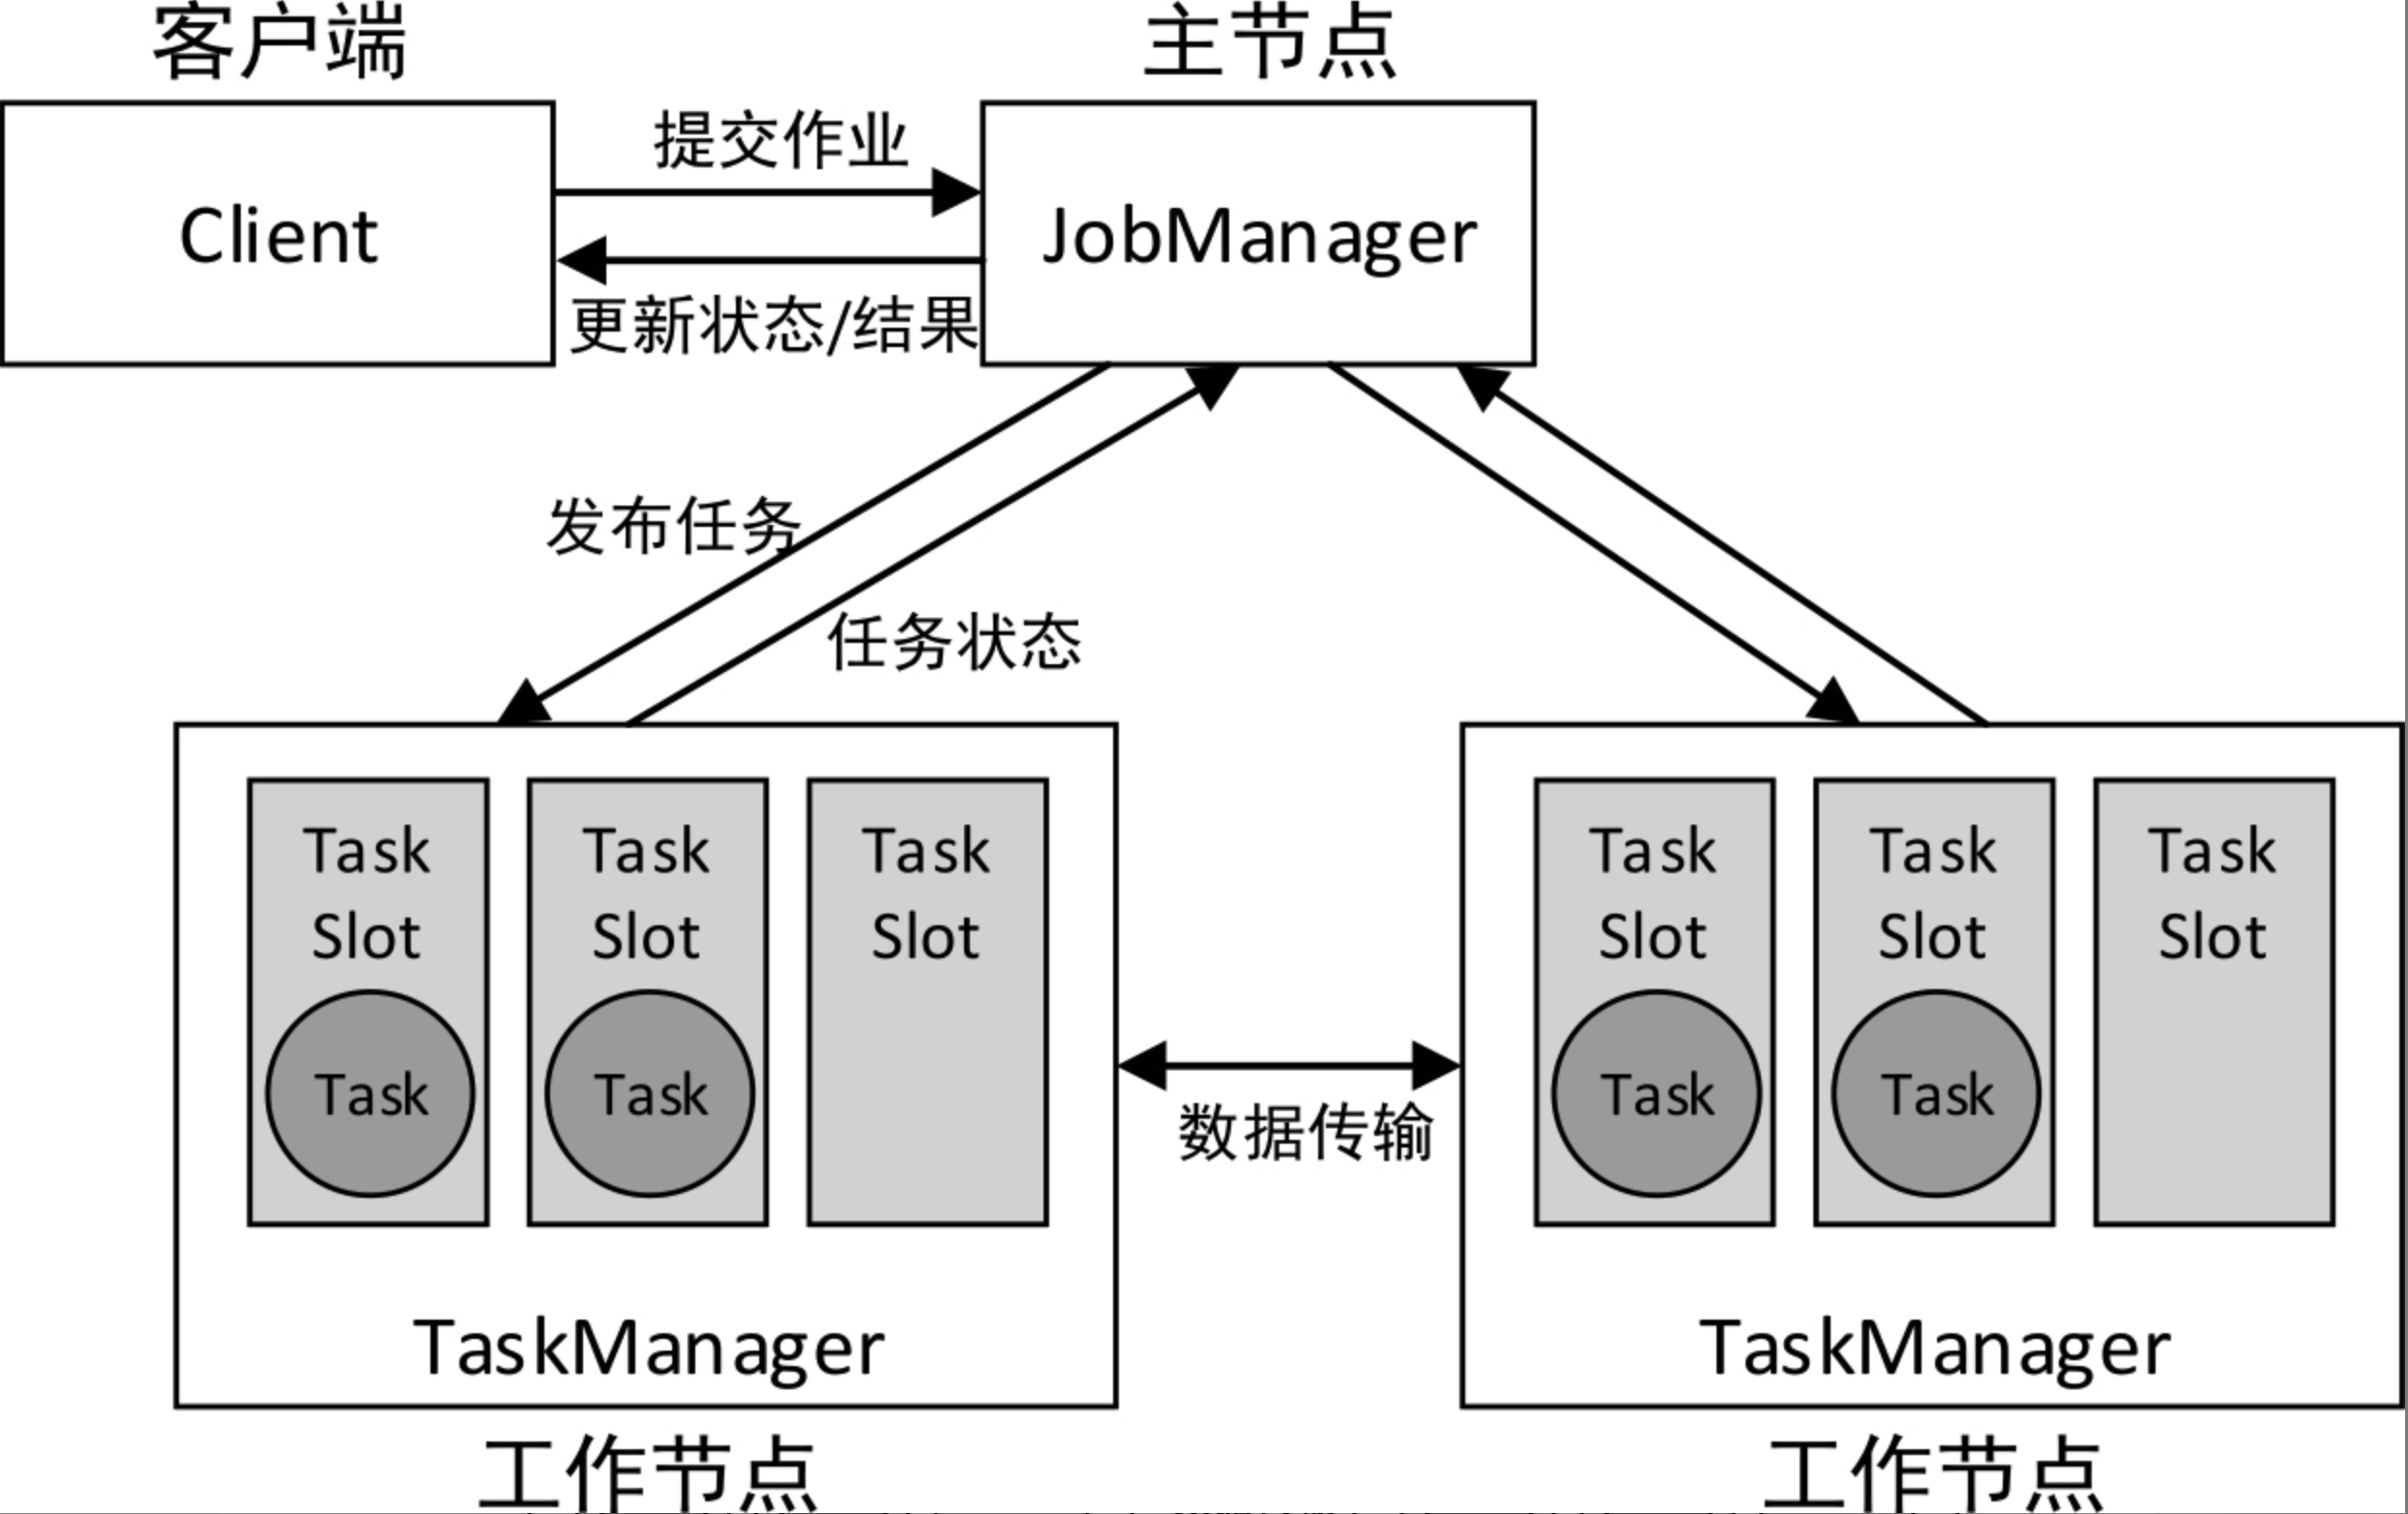 客户端
主节点
提交作业
Client
JobManager
更新状态/结果
发布任务
任务状态
Task
Slot
Task
Task
Slot
Task
Task
Slot
Task
Slot
Task
Task
Slot
Task
Task
Slot
数据传输
TaskManager
TaskManager
工作节点
工作节点